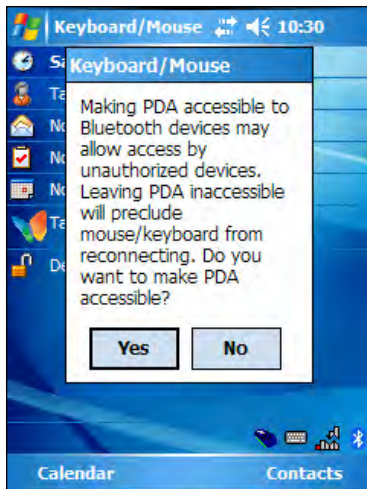 Keyboard/Mouse 10:30
Keyboard/Mouse
Making PDA accessible to
Bluetooth devices may
allow access by
unauthorized devices.
Leaving PDA inaccessible
will preclude
mouse/keyboard from
reconnecting. Do you
want to make PDA
accessible?
Yes No
Calendar Contacts